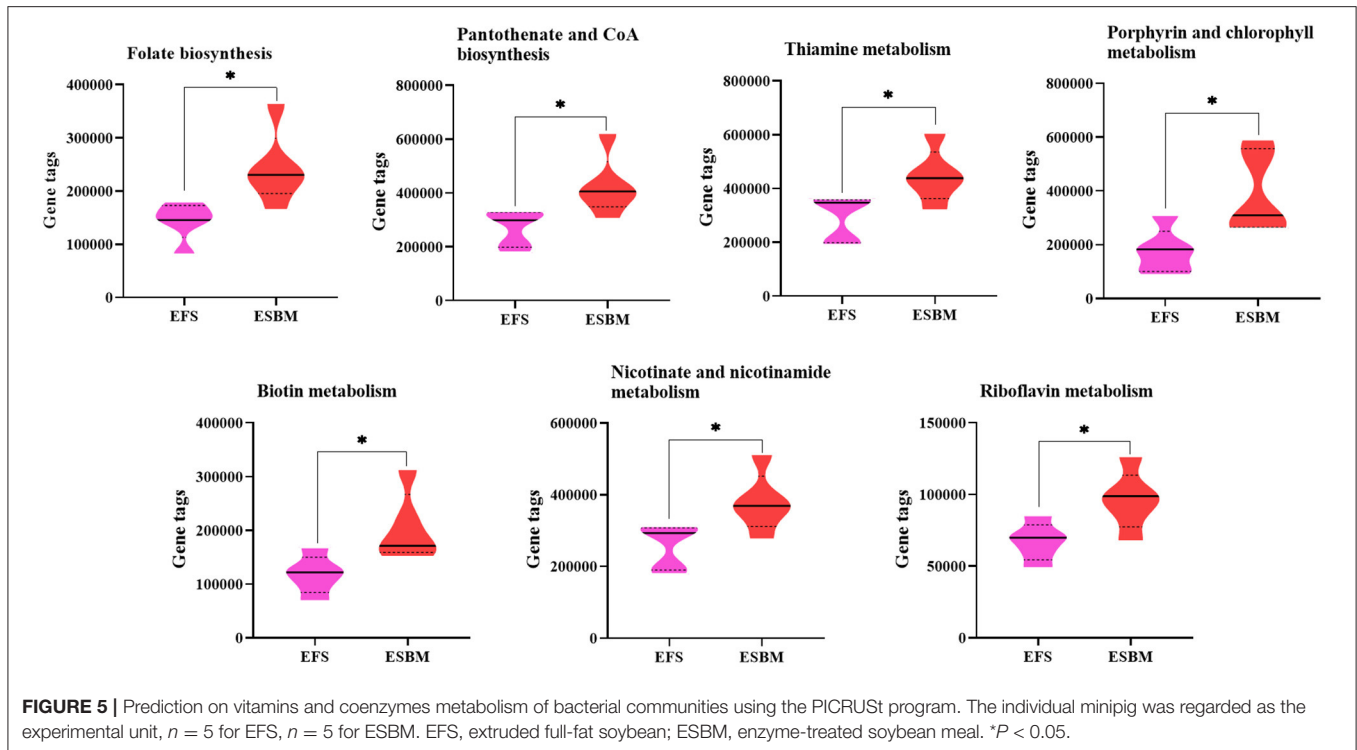 Folate biosynthesis
*
Gene tags
400000
300000
200000
100000
0
EFS
ESBM
Pantothenate and CoA
biosynthesis
*
Gene tags
800000
600000
400000
200000
0
EFS
ESBM
Thiamine metabolism
*
Gene tags
800000
600000
400000
200000
0
EFS
ESBM
Porphyrin and chlorophyll
metabolism
*
Gene tags
800000
600000
400000
200000
0
EFS
ESBM
Biotin metabolism
*
Gene tags
400000
300000
200000
100000
0
EFS
ESBM
Nicotinate and nicotinamide
metabolism
*
Gene tags
600000
400000
200000
0
EFS
ESBM
Riboflavin metabolism
*
Gene tags
150000
100000
50000
0
EFS
ESBM
FIGURE 5 | Prediction on vitamins and coenzymes metabolism of bacterial communities using the PICRUSt program. The individual minipig was regarded as the
experimental unit, n = 5 for EFS, n = 5 for ESBM. EFS, extruded full-fat soybean; ESBM, enzyme-treated soybean meal. *P < 0.05.